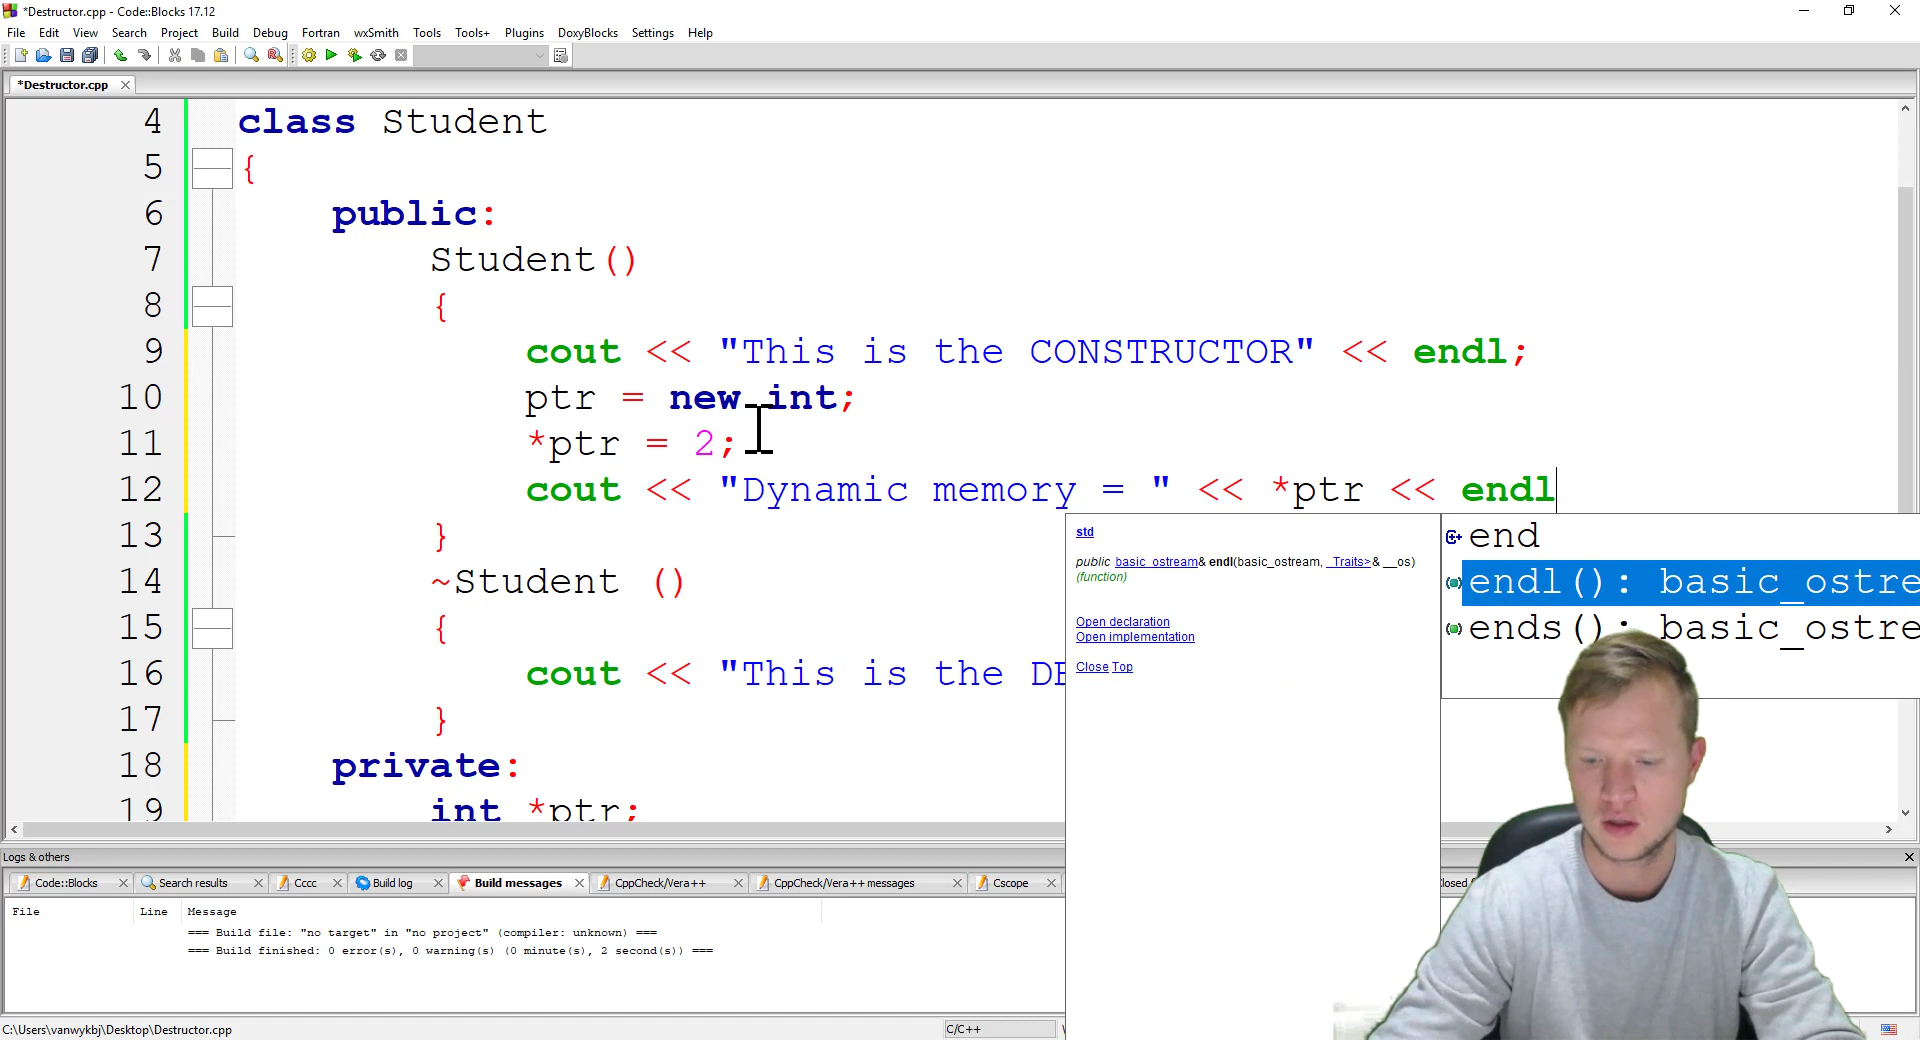 *Destructor.cpp - Code::Blocks 17.12
File Edit View Search Project Build Debug Fortran wxSmith Tools Tools+ Plugins DoxyBlocks Settings Help
*Destructor.cpp
4 class Student
5 {
6 public:
7 Student()
8 {
9 cout << "This is the CONSTRUCTOR" << endl;
10 ptr = new int;
11 *ptr = 2;
12 cout << "Dynamic memory = " << *ptr << endl
13 }
14 ~Student ()
15 {
16 cout << "This is the
17 }
18 private:
19 int *ptr;
std
public basic_ostream& endl(basic_ostream, _Traits>& __os)
(function)
Open declaration
Open implementation
Close Top
end
endl(): basic_ostre
ends(): basic_ostre
Logs & others
Code::Blocks Search results Cccc Build log Build messages CppCheck/Vera++ CppCheck/Vera++ messages Cscope
File Line Message
=== Build file: "no target" in "no project" (compiler: unknown) ===
=== Build finished: 0 error(s), 0 warning(s) (0 minute(s), 2 second(s)) ===
C:\Users\vanwykbj\Desktop\Destructor.cpp C/C++